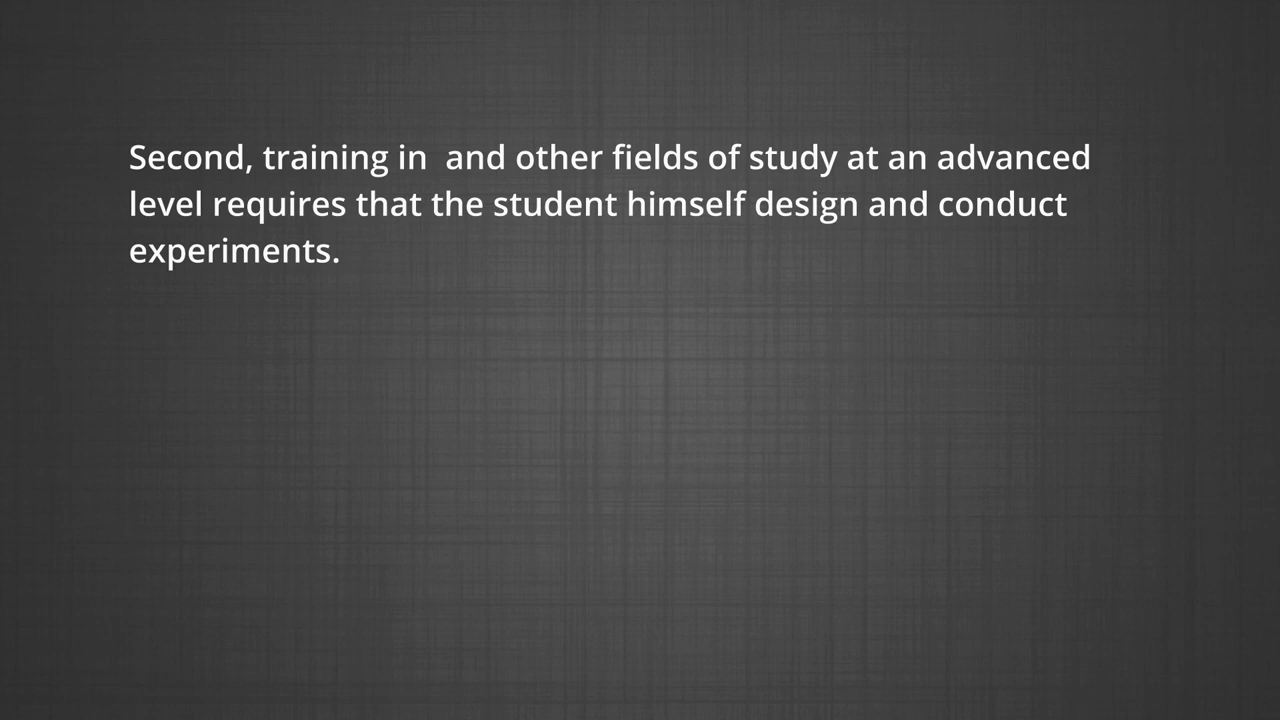 Second, training in  and other fields of study at an advanced
level requires that the student himself design and conduct
experiments.